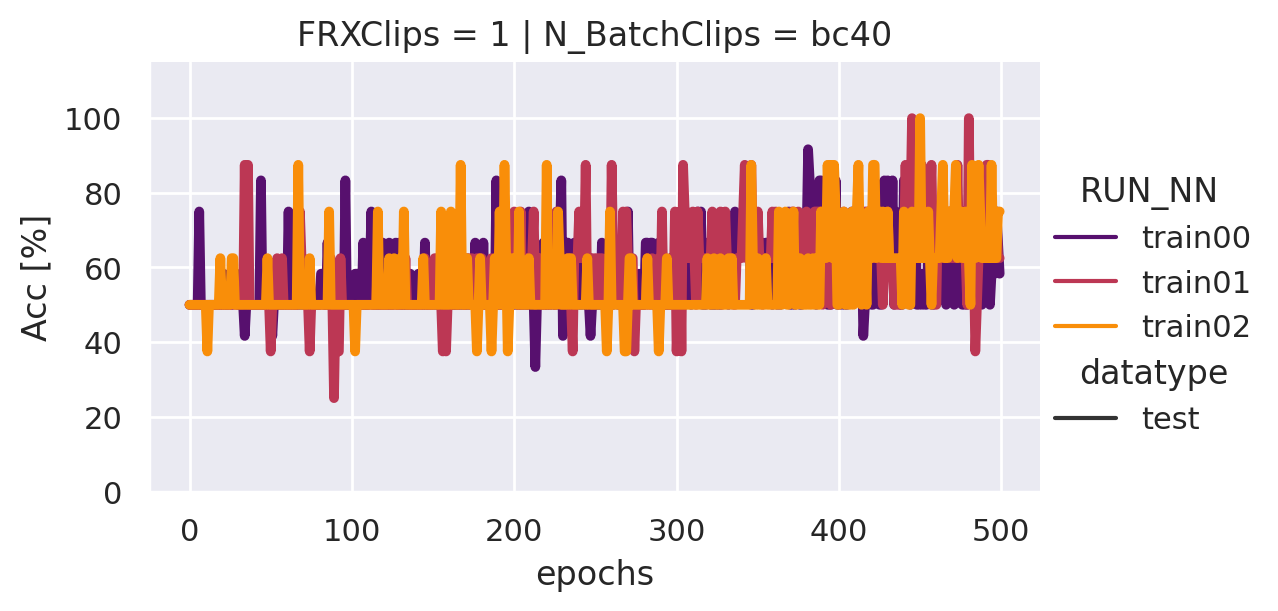 FRXClips = 1 | N_BatchClips = bc40
Acc [%]
100
80
60
40
20
0
0 100 200 300 400 500
epochs
RUN_NN
train00
train01
train02
datatype
test